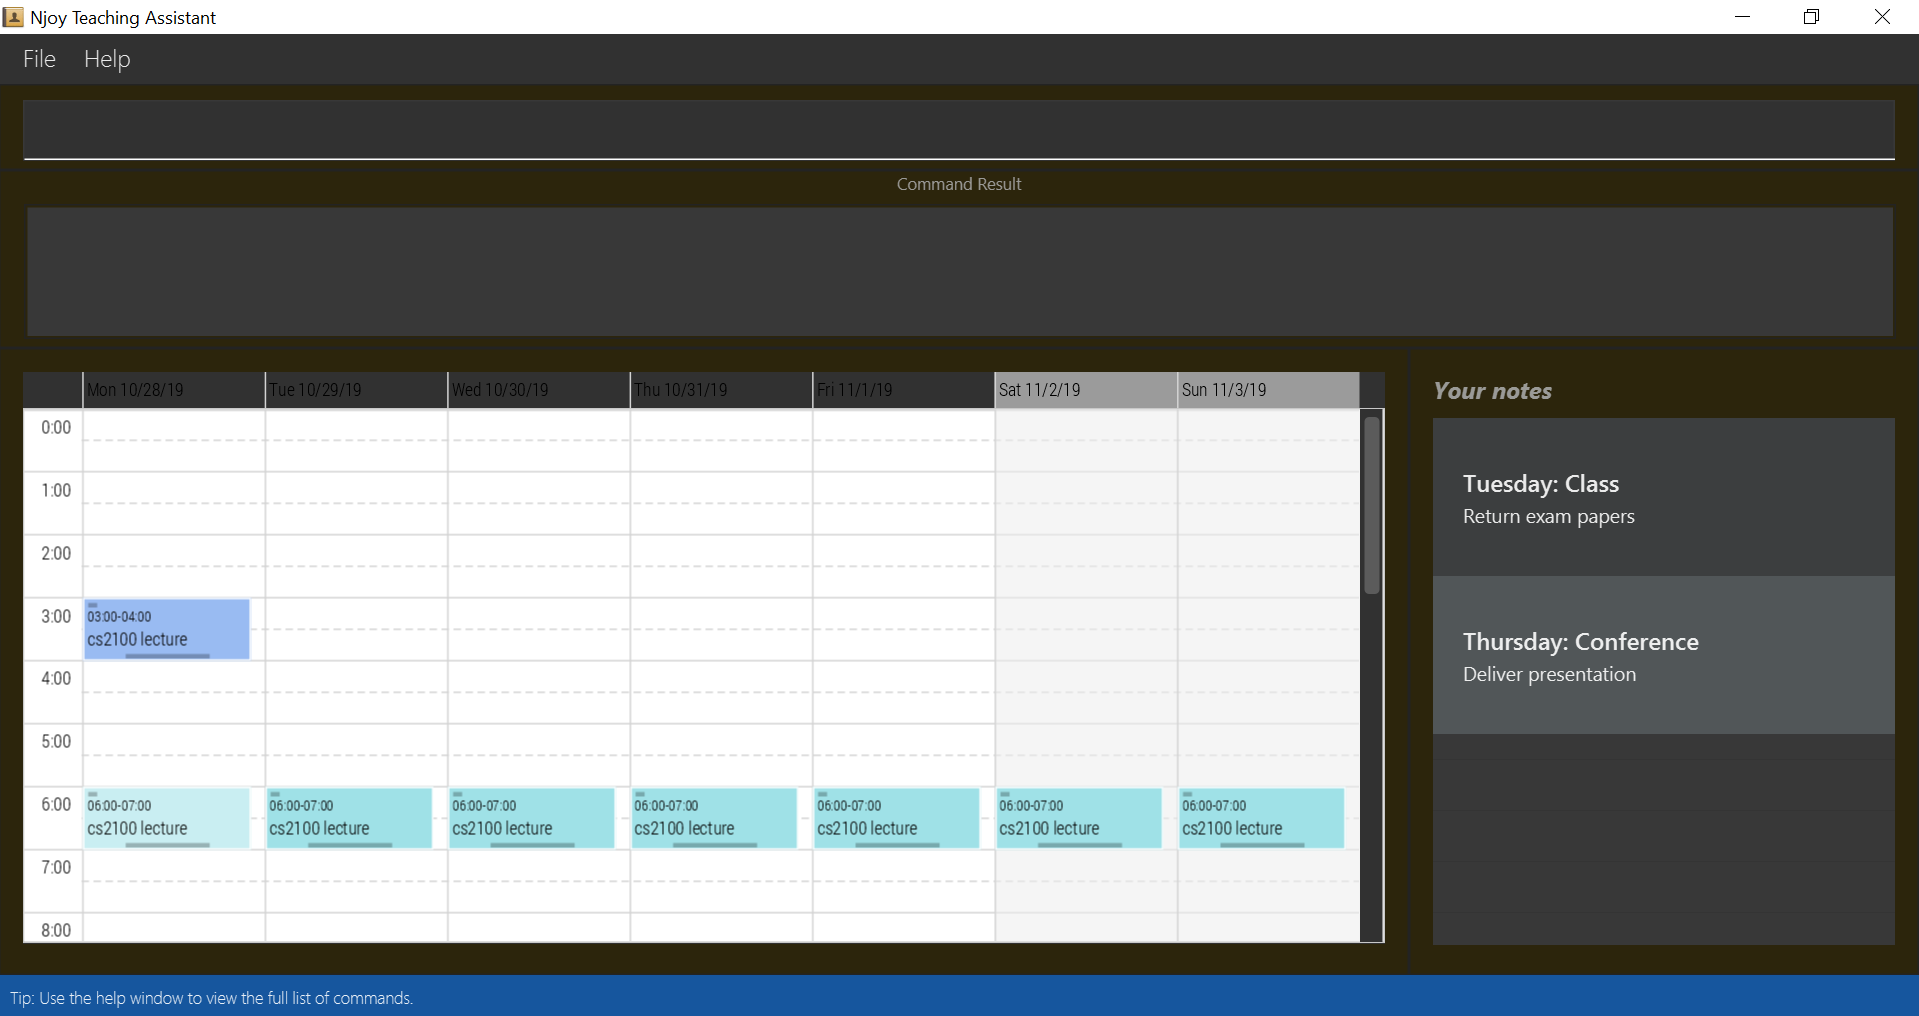 Njoy Teaching Assistant
File Help
Command Result
Mon 10/28/19 Tue 10/29/19 Wed 10/30/19 Thu 10/31/19 Fri 11/1/19 Sat 11/2/19 Sun 11/3/19
0:00
1:00
2:00
3:00
03:00-04:00
cs2100 lecture
4:00
5:00
6:00
06:00-07:00 06:00-07:00 06:00-07:00 06:00-07:00 06:00-07:00 06:00-07:00 06:00-07:00
cs2100 lecture cs2100 lecture cs2100 lecture cs2100 lecture cs2100 lecture cs2100 lecture cs2100 lecture
7:00
8:00
Your notes
Tuesday: Class
Return exam papers
Thursday: Conference
Deliver presentation
Tip: Use the help window to view the full list of commands.